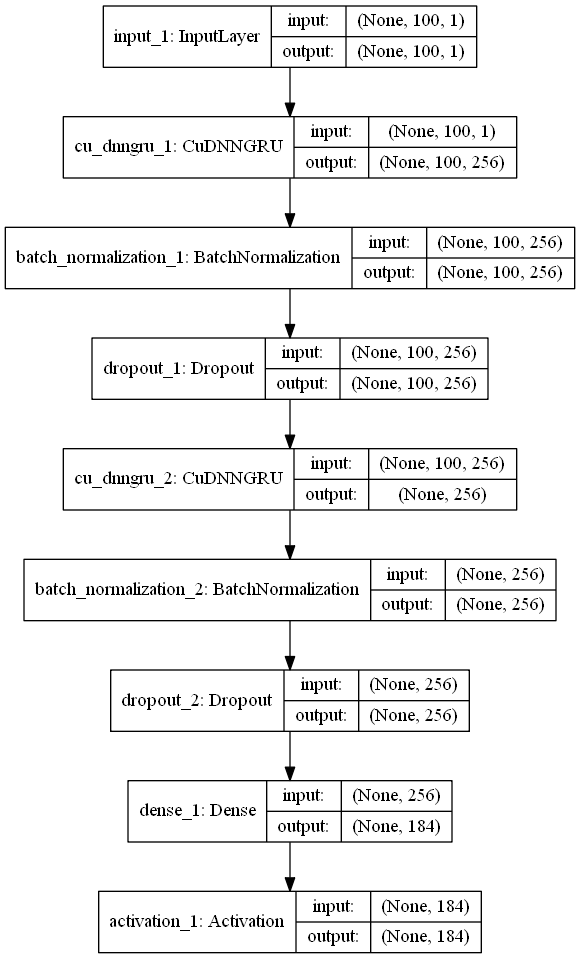 input_1: InputLayer
input: (None, 100, 1)
output: (None, 100, 1)
cu_dnngru_1: CuDNNGRU
input: (None, 100, 1)
output: (None, 100, 256)
batch_normalization_1: BatchNormalization
input: (None, 100, 256)
output: (None, 100, 256)
dropout_1: Dropout
input: (None, 100, 256)
output: (None, 100, 256)
cu_dnngru_2: CuDNNGRU
input: (None, 100, 256)
output: (None, 256)
batch_normalization_2: BatchNormalization
input: (None, 256)
output: (None, 256)
dropout_2: Dropout
input: (None, 256)
output: (None, 256)
dense_1: Dense
input: (None, 256)
output: (None, 184)
activation_1: Activation
input: (None, 184)
output: (None, 184)